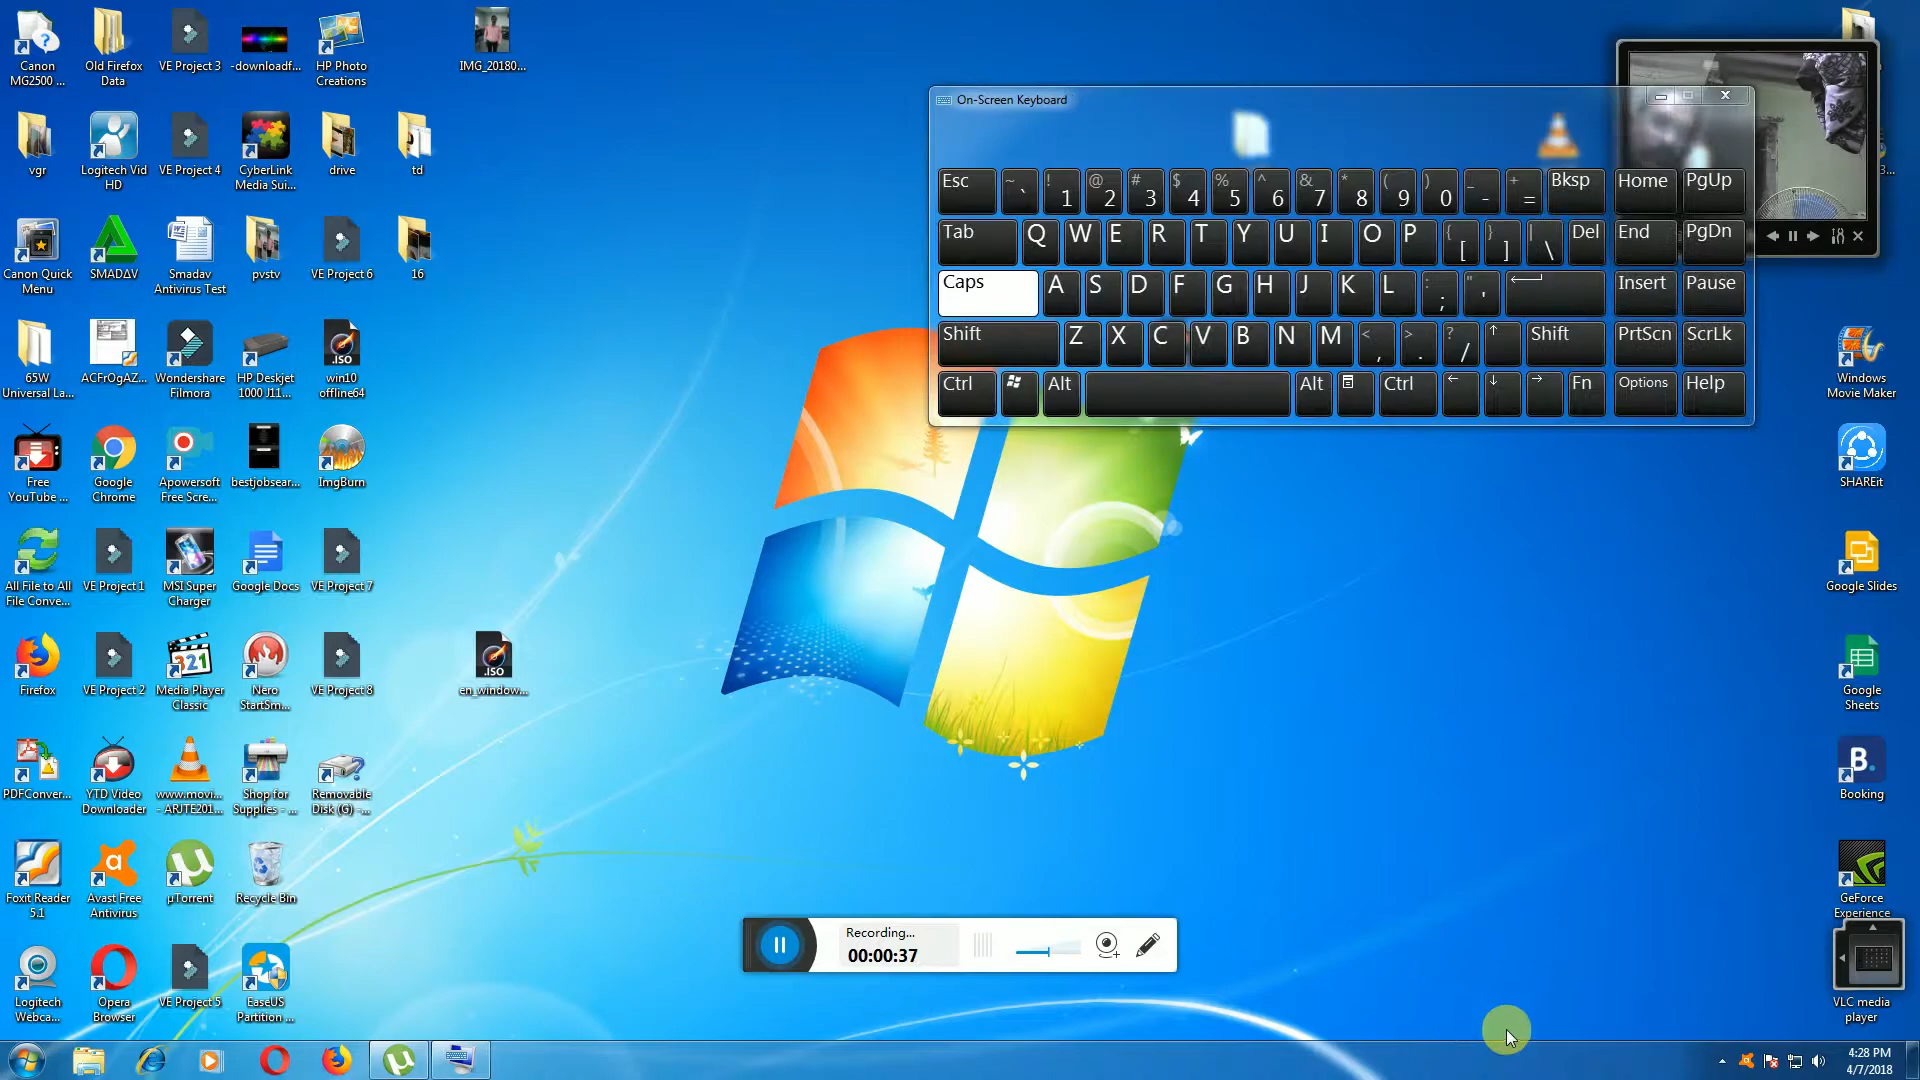 Canon
MG2500 ...
Old Firefox
Data
VE Project 3
-downloadf...
HP Photo
Creations
IMG_20180...
vgr
Logitech Vid
HD
VE Project 4
CyberLink
Media Sui...
drive
td
Canon Quick
Menu
SMADAV
Smadav
Antivirus Test
pvstv
VE Project 6
16
65W
Universal La...
ACFrOgAZ...
Wondershare
Filmora
HP Deskjet
1000 J11...
.ISO
win10
offline64
Free
YouTube ...
Google
Chrome
Apowersoft
Free Scre...
bestjobsear...
ImgBurn
All File to All
File Conve...
VE Project 1
MSI Super
Charger
Google Docs
VE Project 7
Firefox
VE Project 2
321
Media Player
Classic
Nero
StartSm...
VE Project 8
.ISO
en_window...
PDFConver...
YTD Video
Downloader
www.movi...
- ARJTE201...
Shop for
Supplies - ...
Removable
Disk (G) -...
Foxit Reader
5.1
Avast Free
Antivirus
µTorrent
Recycle Bin
Logitech
Webca...
Opera
Browser
VE Project 5
EaseUS
Partition ...
On-Screen Keyboard
Esc ~ ` ! 1 @ 2 # 3 $ 4 % 5 ^ 6 & 7 * 8 ( 9 ) 0 _ - + = Bksp Home PgUp
Tab Q W E R T Y U I O P { [ } ] | \ Del End PgDn
Caps A S D F G H J K L : ; " ' Insert Pause
Shift Z X C V B N M < , > . ? / ↑ Shift PrtScn ScrLk
Ctrl Alt Alt Ctrl ← ↓ → Fn Options Help
Windows
Movie Maker
SHAREit
Google Slides
Google
Sheets
B.
Booking
GeForce
Experience
VLC media
player
Recording...
00:00:37
4:28 PM
4/7/2018